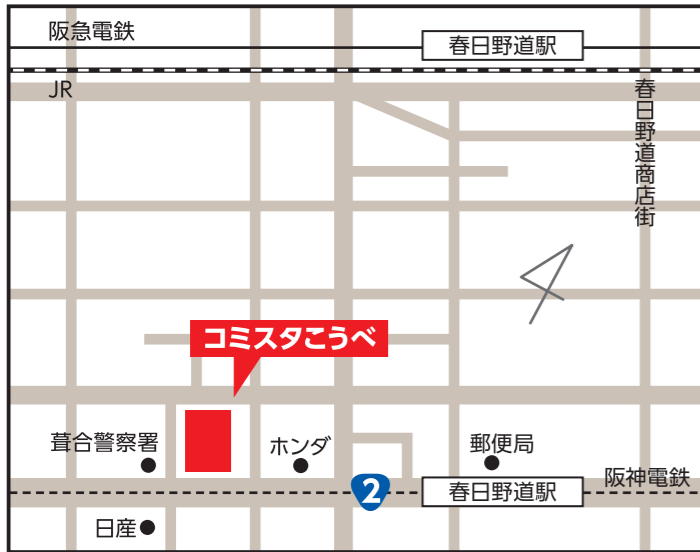 阪急電鉄
春日野道駅
JR
春日野道商店街
コミスタこうべ
葺合警察署
ホンダ
郵便局
阪神電鉄
2
春日野道駅
日産